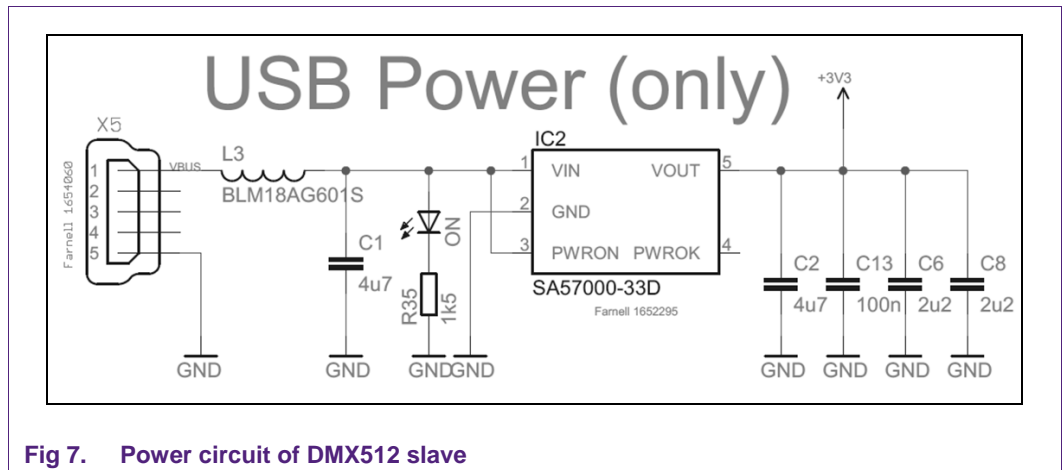 USB Power (only)
+3V3
X5
Farnell 1654060
1
2
3
4
5
VBUS
L3
BLM18AG601S
C1
4u7
ON
R35
1k5
IC2
1 VIN VOUT 5
2 GND
3 PWRON PWROK 4
SA57000-33D
Farnell 1652295
C2 C13 C6 C8
4u7 100n 2u2 2u2
GND GND GND GND GND GND GND GND
Fig 7. Power circuit of DMX512 slave